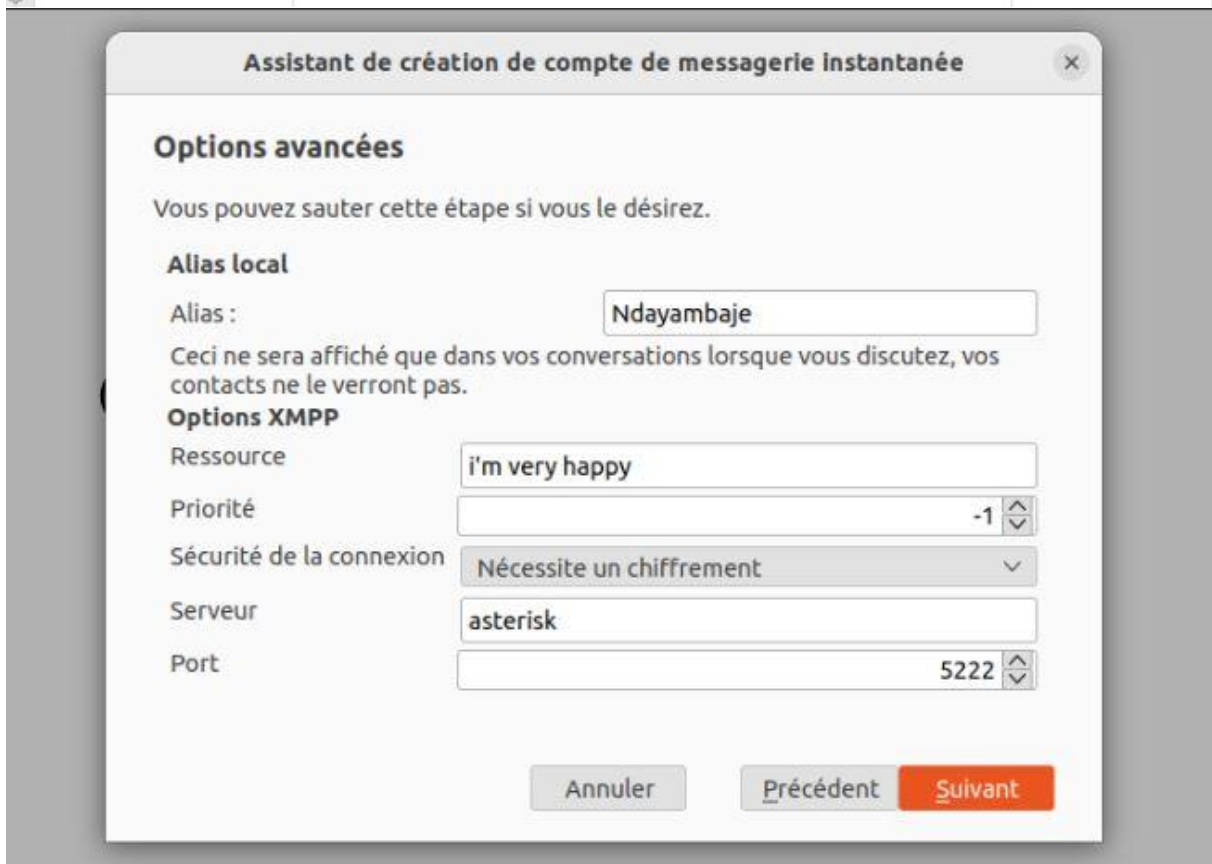 Assistant de création de compte de messagerie instantanée
Options avancées
Vous pouvez sauter cette étape si vous le désirez.
Alias local
Alias : Ndayambaje
Ceci ne sera affiché que dans vos conversations lorsque vous discutez, vos
contacts ne le verront pas.
Options XMPP
Ressource i'm very happy
Priorité -1
Sécurité de la connexion Nécessite un chiffrement
Serveur asterisk
Port 5222
Annuler Précédent Suivant